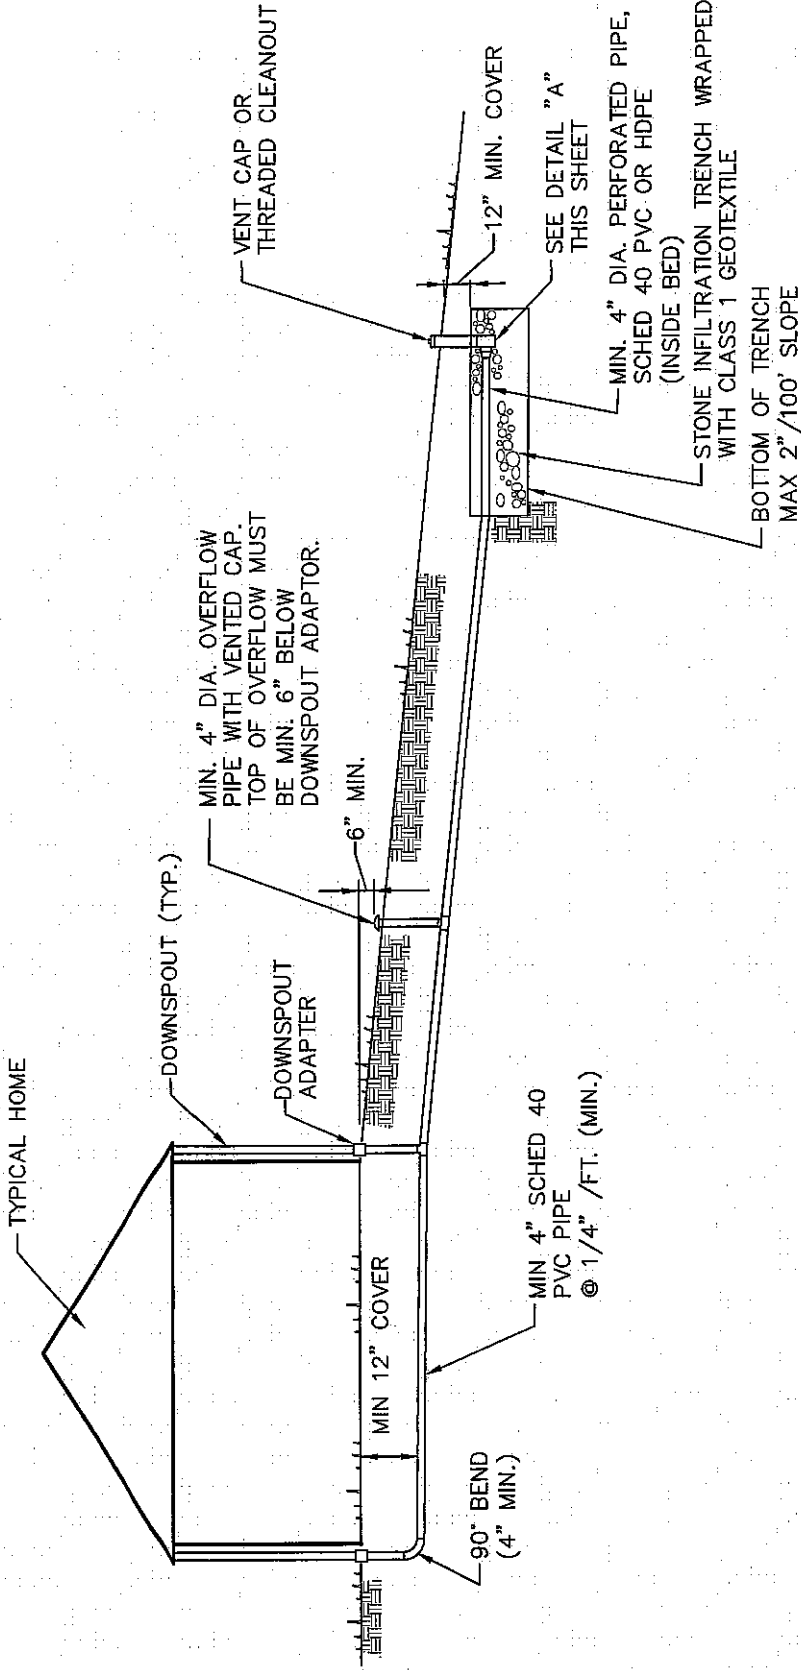 TYPICAL HOME
DOWNSPOUT (TYP.)
DOWNSPOUT
ADAPTER
MIN. 4" DIA. OVERFLOW
PIPE WITH VENTED CAP.
TOP OF OVERFLOW MUST
BE MIN. 6" BELOW
DOWNSPOUT ADAPTOR.
6" MIN.
VENT CAP OR
THREADED CLEANOUT
12" MIN. COVER
SEE DETAIL "A"
THIS SHEET
MIN. 4" DIA. PERFORATED PIPE,
SCHED 40 PVC OR HDPE
(INSIDE BED)
STONE INFILTRATION TRENCH WRAPPED
WITH CLASS 1 GEOTEXTILE
BOTTOM OF TRENCH
MAX 2"/100' SLOPE
MIN 12" COVER
90° BEND
(4" MIN.)
MIN 4" SCHED 40
PVC PIPE
@ 1/4" /FT. (MIN.)